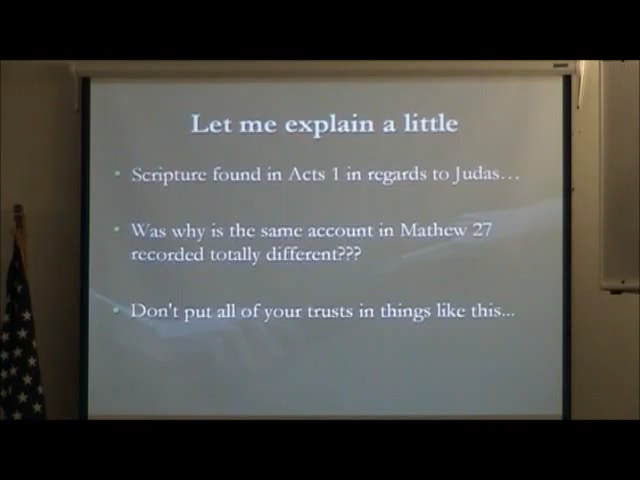 Let me explain a little
• Scripture found in Acts 1 in regards to Judas…
• Was why is the same account in Mathew 27
recorded totally different???
• Don't put all of your trusts in things like this...